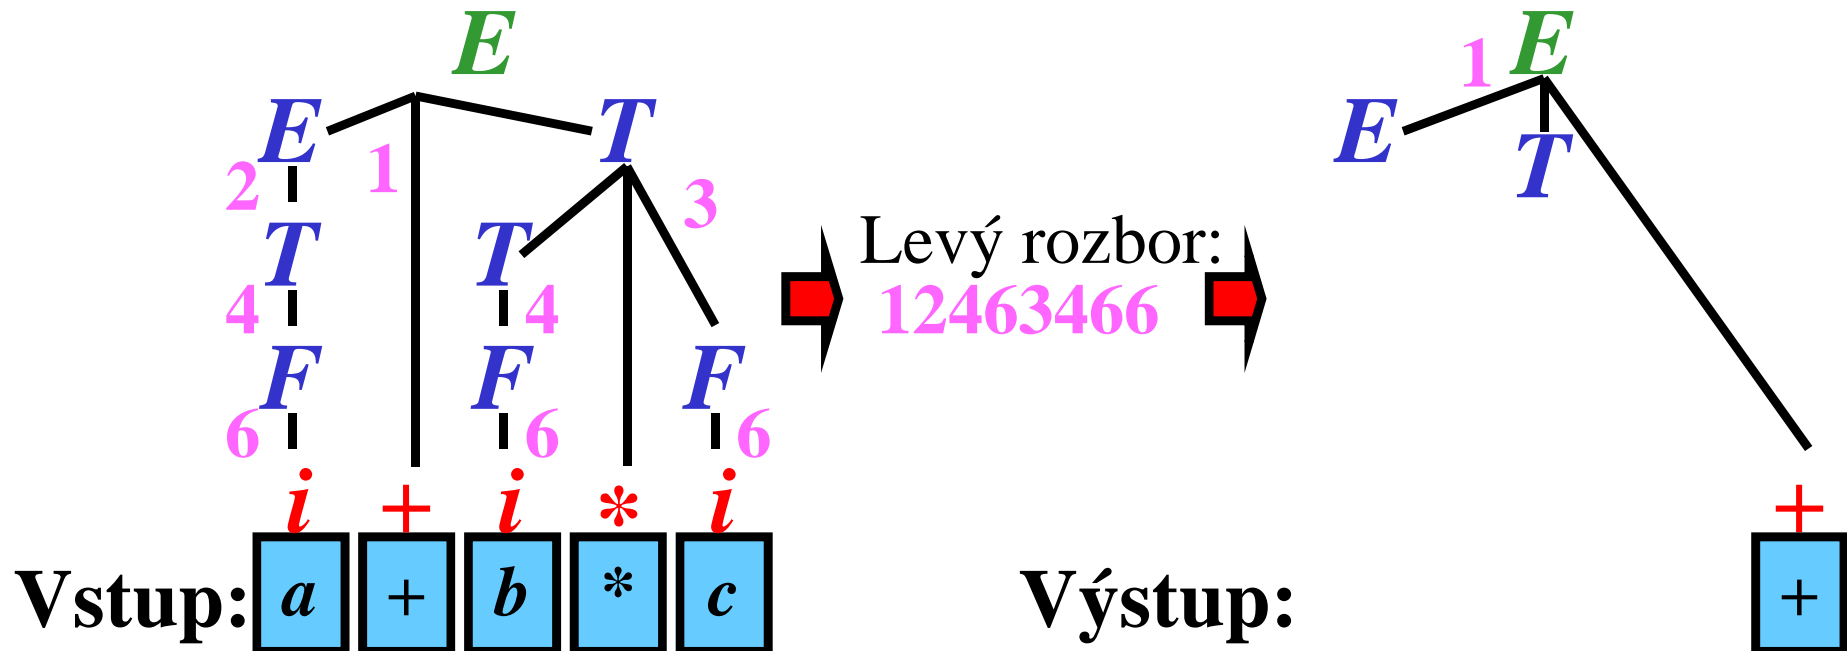 E 1 E
E T E
2 1 3 T
T T Levý rozbor:
4 4 12463466
F F F
6 6 6
i + i * i +
Vstup: a + b * c Výstup: +